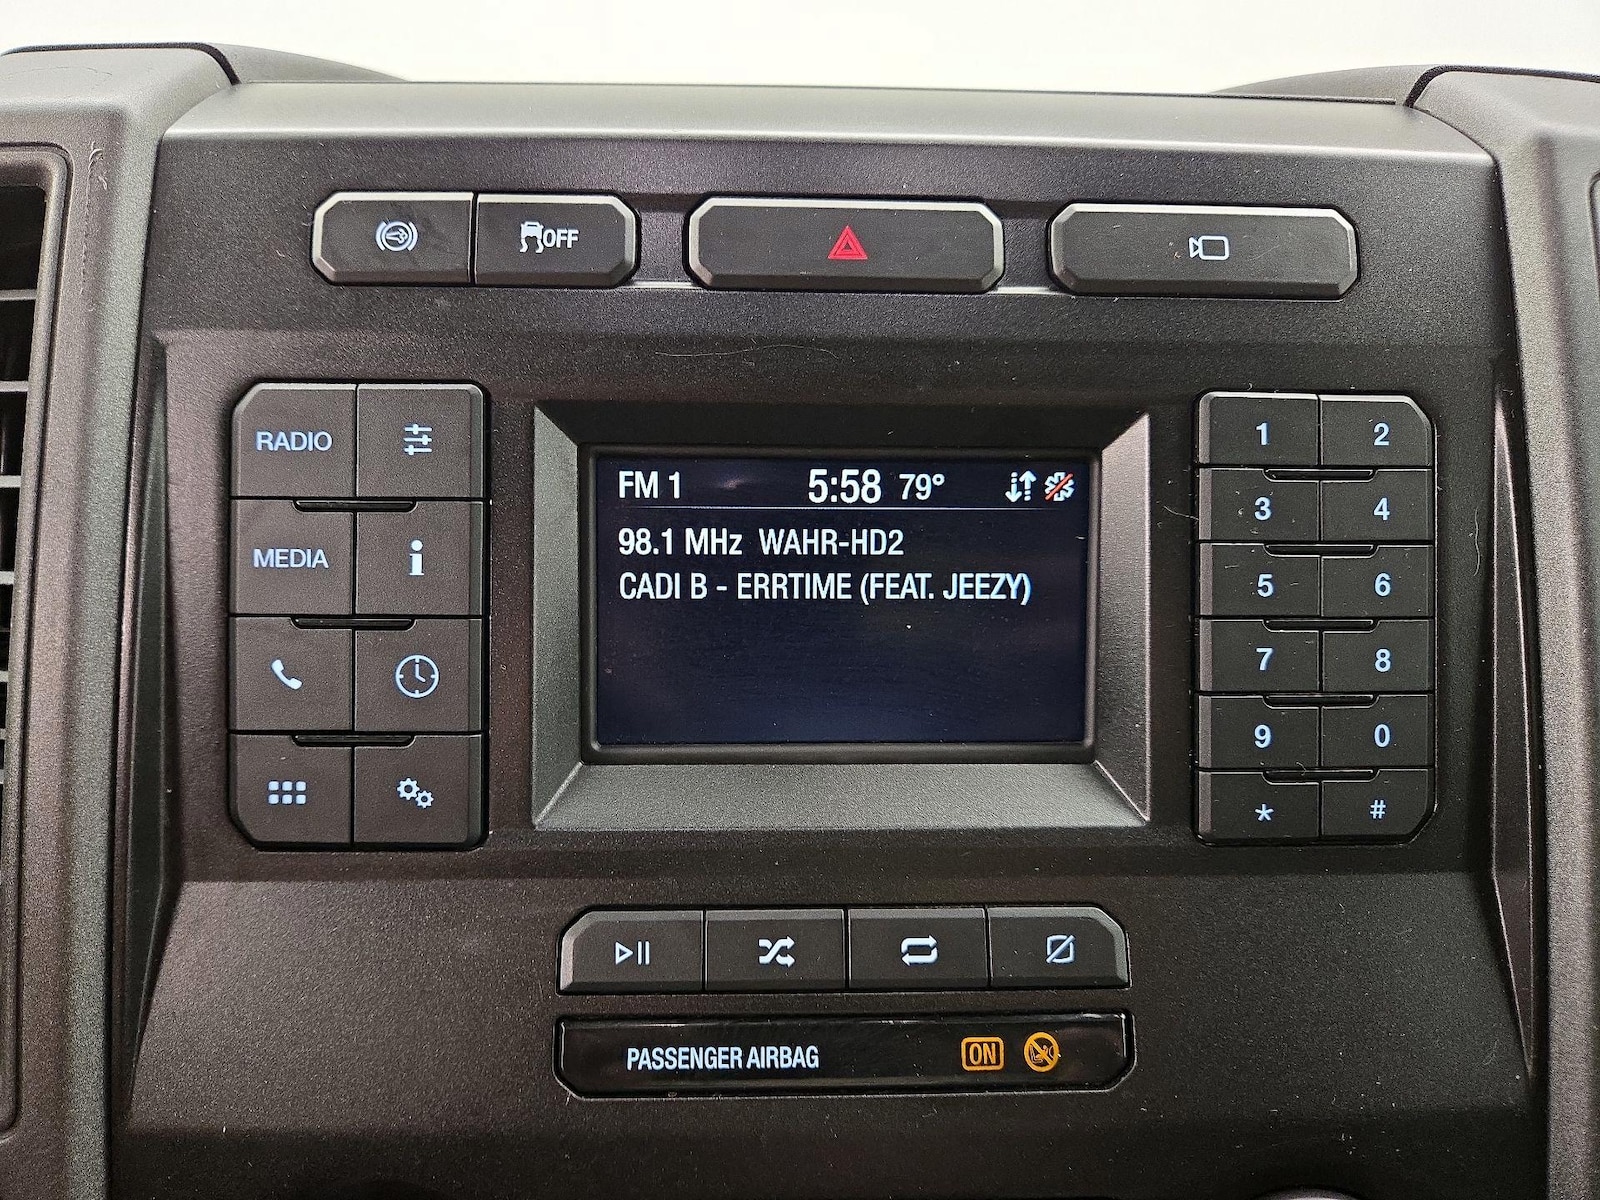 OFF
RADIO
MEDIA
FM 1 5:58 79°
98.1 MHz WAHR-HD2
CADI B - ERRTIME (FEAT. JEEZY)
1 2
3 4
5 6
7 8
9 0
* #
PASSENGER AIRBAG ON